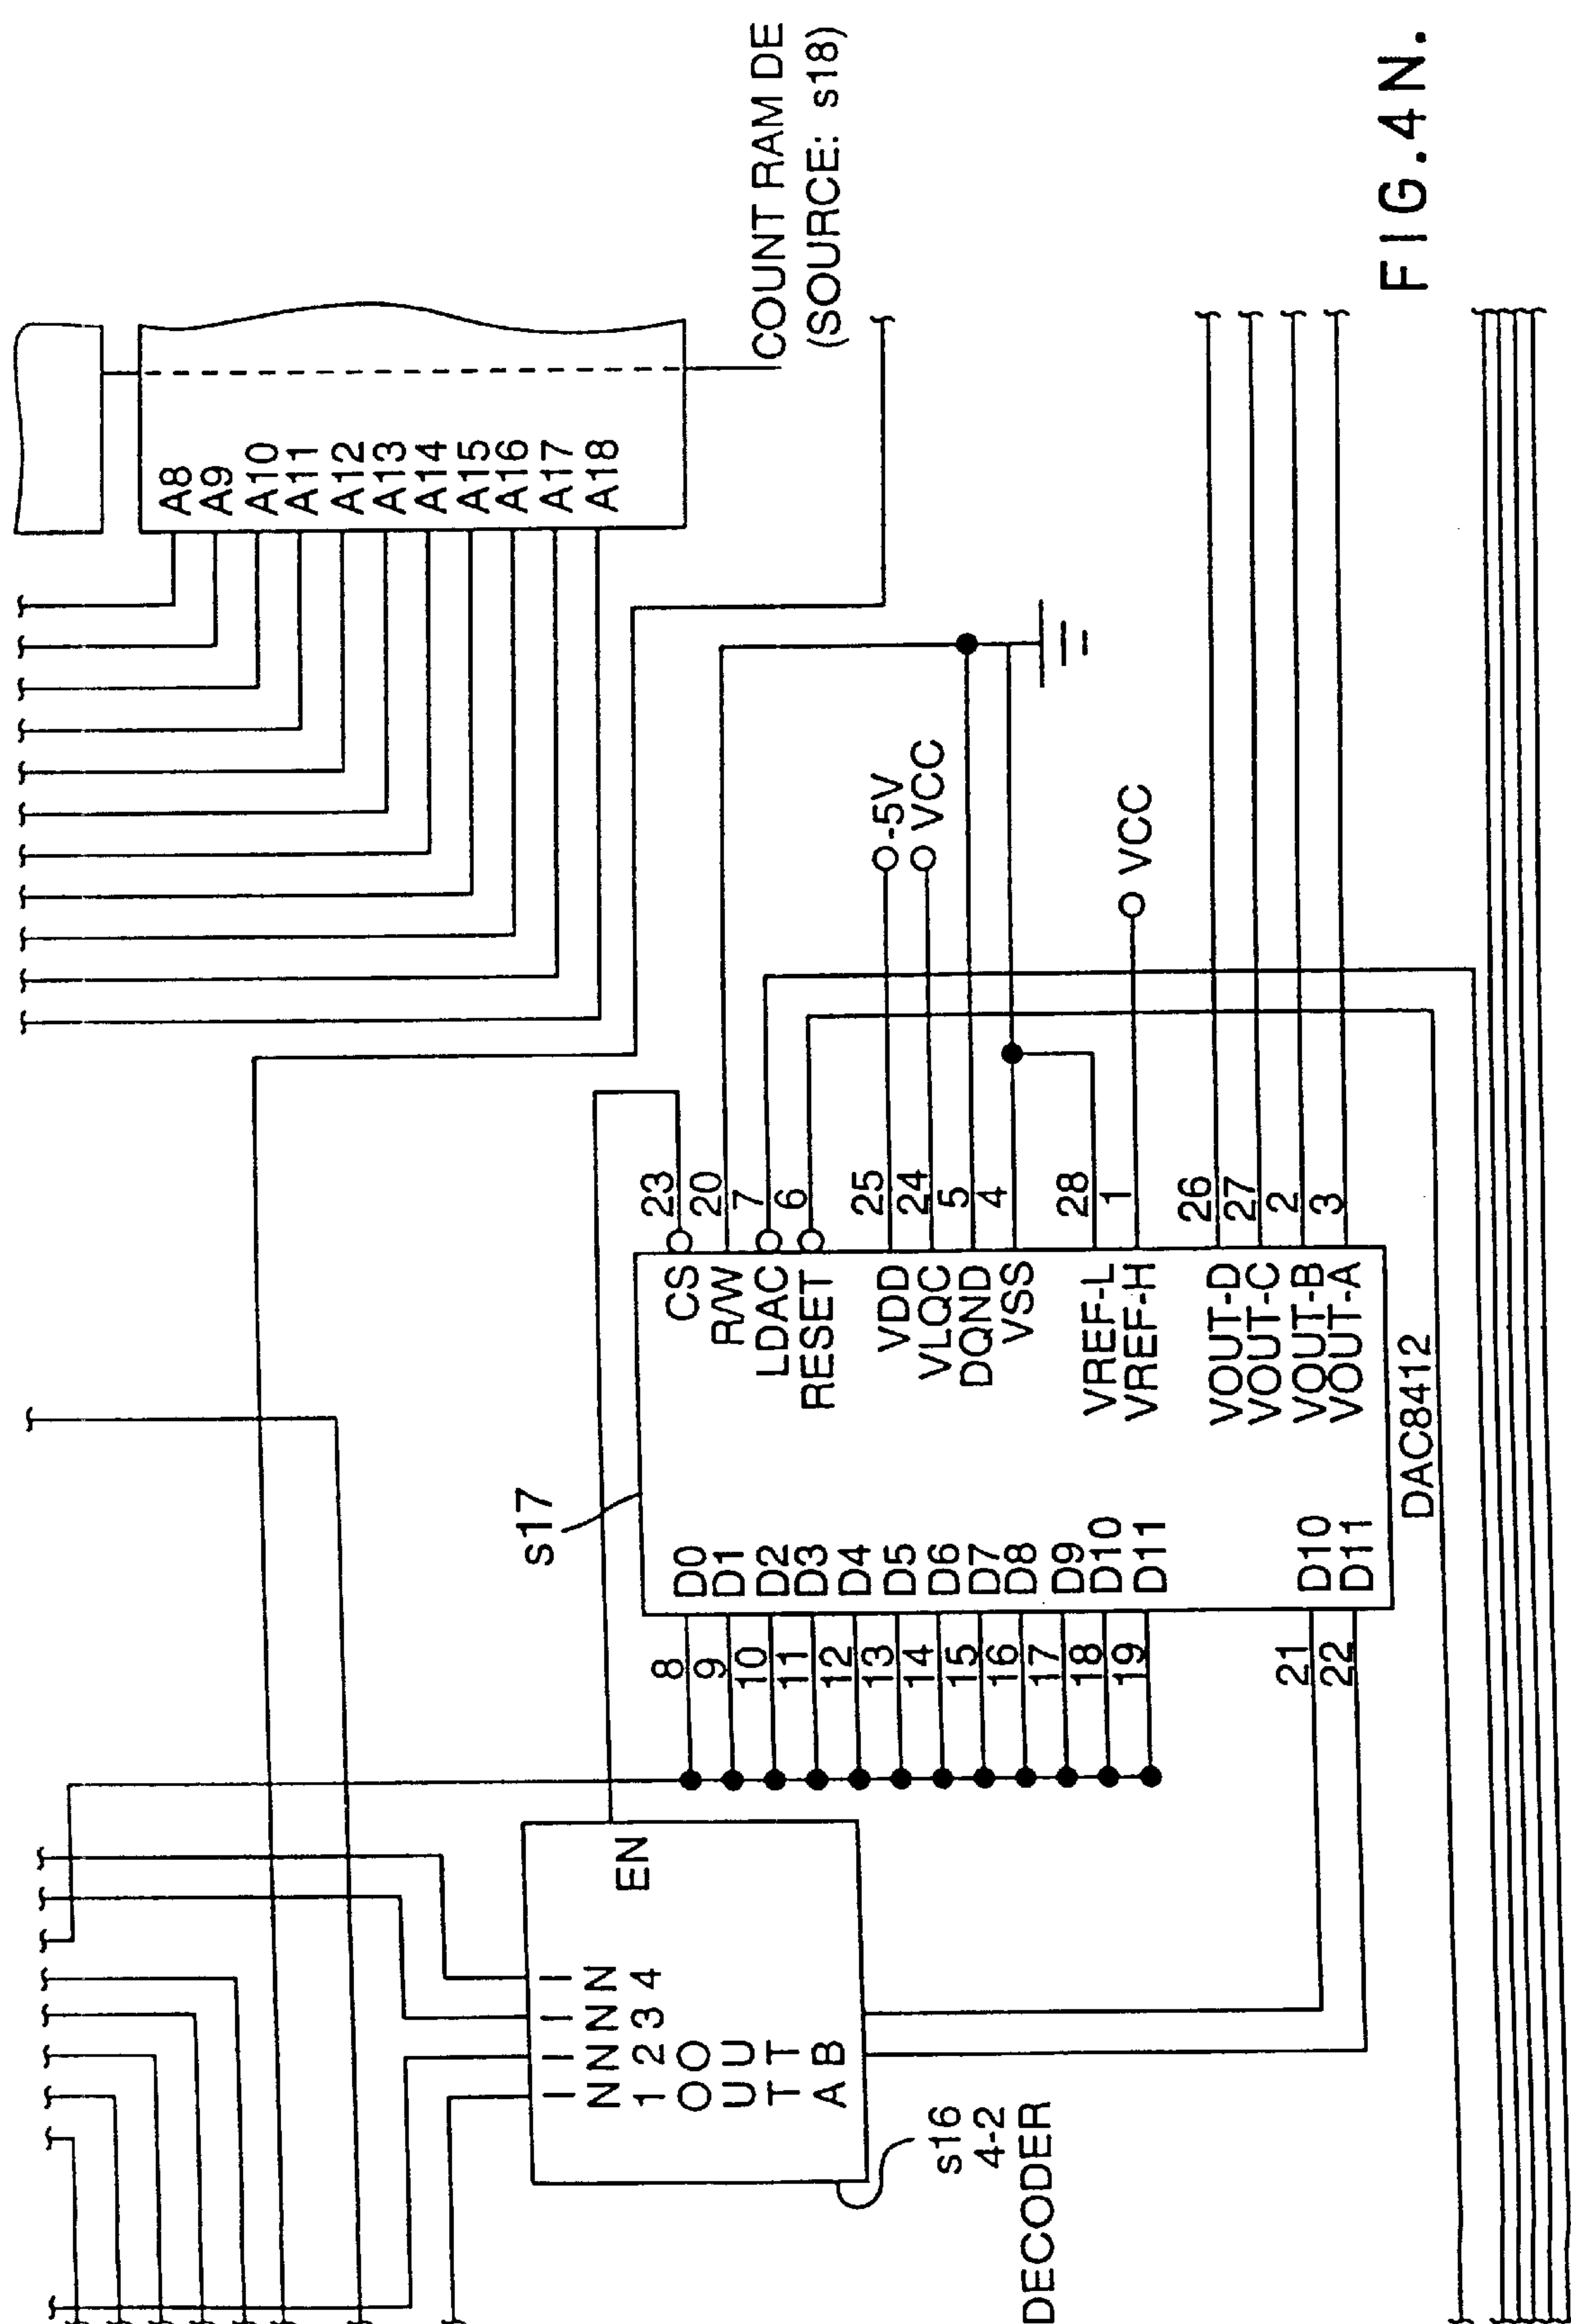 A8
A9
A10
A11
A12
A13
A14
A15
A16
A17
A18
COUNT RAM DE
(SOURCE: s18)
EN
IN1
IN2
IN3
IN4
OUTA
OUTB
s16
4-2
DECODER
s17
8 D0
9 D1
10 D2
11 D3
12 D4
13 D5
14 D6
15 D7
16 D8
17 D9
18 D10
19 D11
21 D10
22 D11
CS 23
R/W 20
LDAC 7
RESET 6
VDD 25
VLQC 24
DQND 5
VSS 4
VREF-L 28
VREF-H 1
VOUT-D 26
VOUT-C 27
VOUT-B 2
VOUT-A 3
-5V
VCC
VCC
DAC8412
FIG.4N.